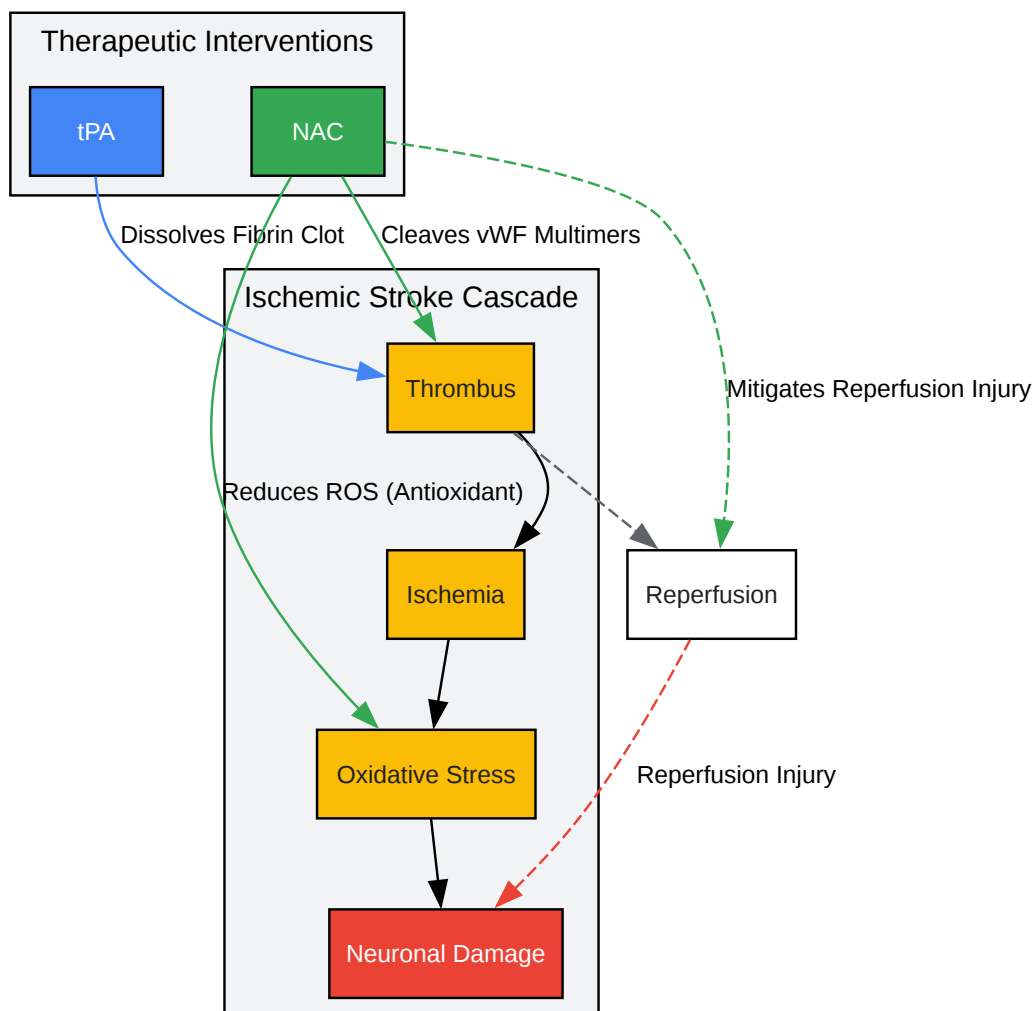 Therapeutic Interventions
tPA
NAC
Dissolves Fibrin Clot
Cleaves vWF Multimers
Ischemic Stroke Cascade
Thrombus
Mitigates Reperfusion Injury
Reduces ROS (Antioxidant)
Ischemia
Reperfusion
Oxidative Stress
Reperfusion Injury
Neuronal Damage